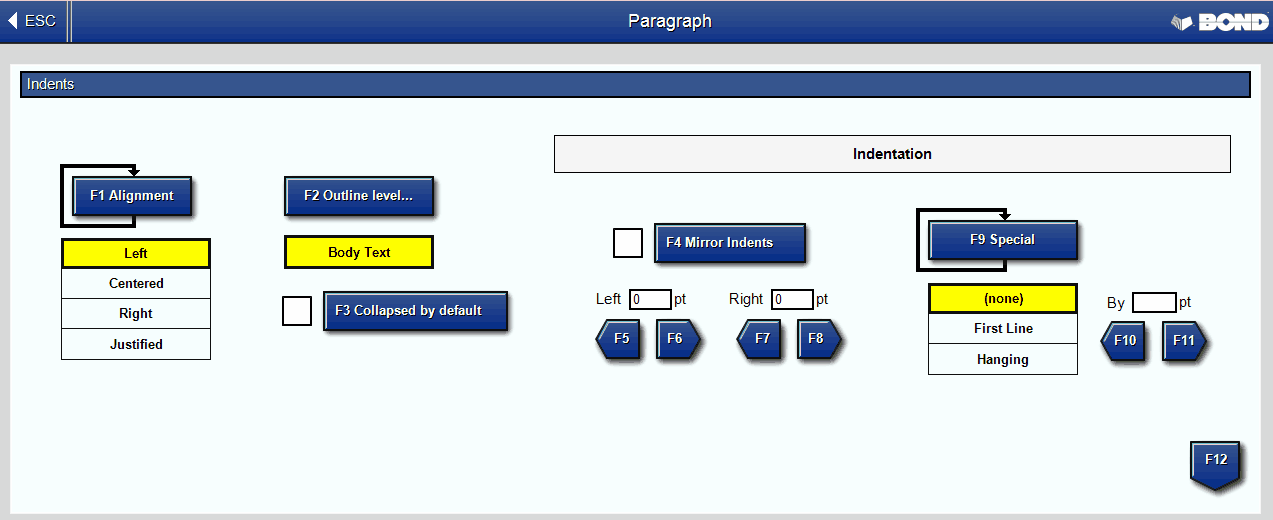 ESC
Paragraph
BOND
Indents
Indentation
F1 Alignment
Left
Centered
Right
Justified
F2 Outline level...
Body Text
F3 Collapsed by default
F4 Mirror Indents
Left 0 pt
F5 F6
Right 0 pt
F7 F8
F9 Special
(none)
First Line
Hanging
By pt
F10 F11
F12